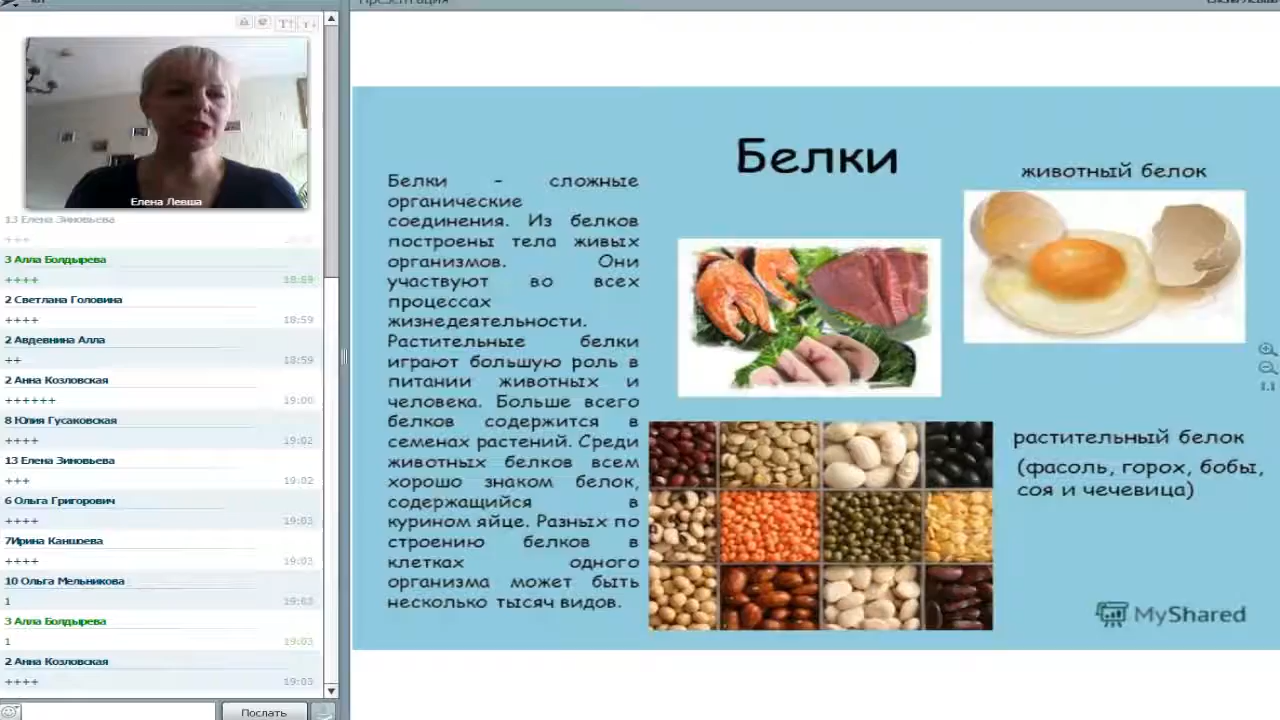 Презентация
Елена Левша
13 Елена Зиновьева
+++
3 Алла Болдырева
++++ 18:59
2 Светлана Головина
++++ 18:59
2 Авдевнина Алла
++ 18:59
2 Анна Козловская
++++++ 19:00
8 Юлия Гусаковская
++++ 19:02
13 Елена Зиновьева
+++ 19:02
6 Ольга Григорович
++++ 19:03
7Ирина Каншоева
++++ 19:03
10 Ольга Мельникова
1 19:03
3 Алла Болдырева
1 19:03
2 Анна Козловская
++++ 19:03
Послать
Белки
Белки - сложные
органические
соединения. Из белков
построены тела живых
организмов. Они
участвуют во всех
процессах
жизнедеятельности.
Растительные белки
играют большую роль в
питании животных и
человека. Больше всего
белков содержится в
семенах растений. Среди
животных белков всем
хорошо знаком белок,
содержащийся в
курином яйце. Разных по
строению белков в
клетках одного
организма может быть
несколько тысяч видов.
животный белок
растительный белок
(фасоль, горох, бобы,
соя и чечевица)
MyShared
1:1